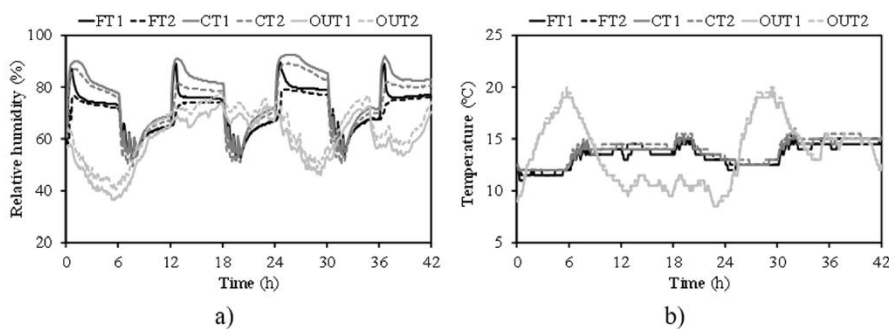 FT1 FT2 CT1 CT2 OUT1 OUT2
Relative humidity (%)
100
80
60
40
20
0 6 12 18 24 30 36 42
Time (h)
a)
FT1 FT2 CT1 CT2 OUT1 OUT2
Temperature (°C)
25
20
15
10
5
0 6 12 18 24 30 36 42
Time (h)
b)